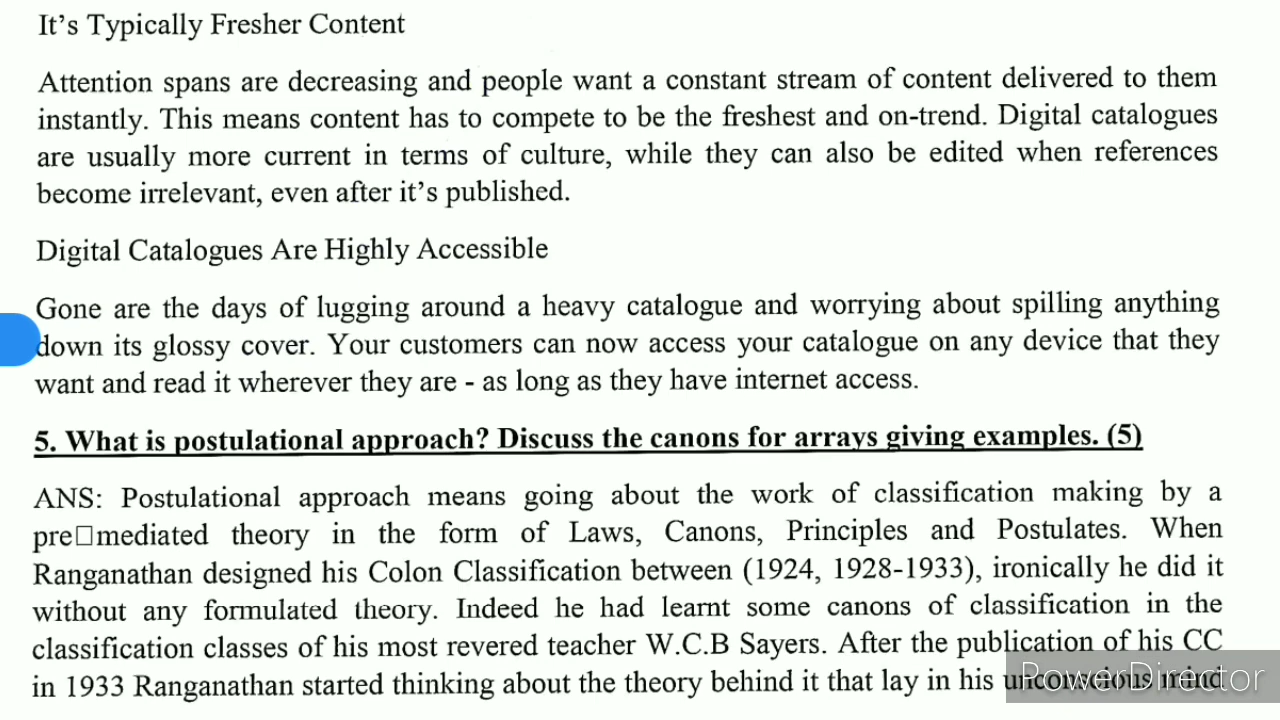 It’s Typically Fresher Content
Attention spans are decreasing and people want a constant stream of content delivered to them
instantly. This means content has to compete to be the freshest and on-trend. Digital catalogues
are usually more current in terms of culture, while they can also be edited when references
become irrelevant, even after it’s published.
Digital Catalogues Are Highly Accessible
Gone are the days of lugging around a heavy catalogue and worrying about spilling anything
down its glossy cover. Your customers can now access your catalogue on any device that they
want and read it wherever they are - as long as they have internet access.
5. What is postulational approach? Discuss the canons for arrays giving examples. (5)
ANS: Postulational approach means going about the work of classification making by a
pre□mediated theory in the form of Laws, Canons, Principles and Postulates. When
Ranganathan designed his Colon Classification between (1924, 1928-1933), ironically he did it
without any formulated theory. Indeed he had learnt some canons of classification in the
classification classes of his most revered teacher W.C.B Sayers. After the publication of his CC
in 1933 Ranganathan started thinking about the theory behind it that lay in his unconscious mind
PowerDirector